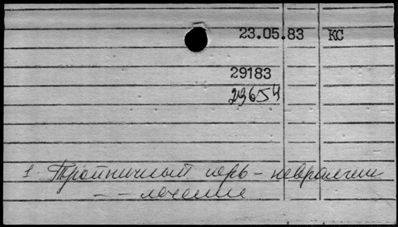 23.05.83 КС
29183
29654
1. Тройничный нерв - невралгии
- - лечение